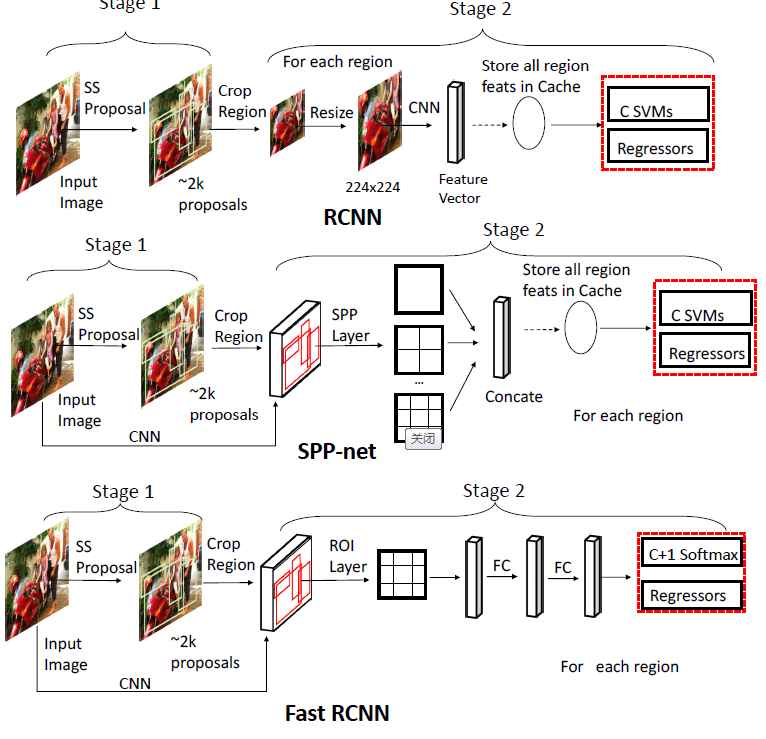 Stage 1
Stage 2
For each region
SS
Proposal
Crop
Region
Resize
CNN
Store all region
feats in Cache
C SVMs
Regressors
Input
Image
~2k
proposals
224x224
Feature
Vector
RCNN
Stage 1
Stage 2
SS
Proposal
Crop
Region
SPP
Layer
Store all region
feats in Cache
C SVMs
Regressors
...
Input
Image
~2k
proposals
Concate
For each region
CNN
关闭
SPP-net
Stage 1
Stage 2
SS
Proposal
Crop
Region
ROI
Layer
FC
FC
C+1 Softmax
Regressors
Input
Image
~2k
proposals
CNN
For each region
Fast RCNN